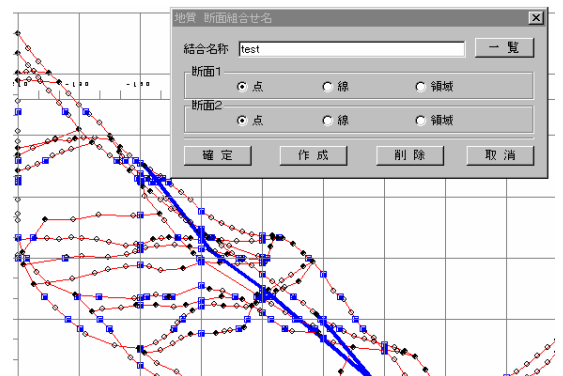 地質 断面組合せ名
結合名称 test 一 覧
断面1
点 線 領域
断面2
点 線 領域
確 定 作 成 削 除 取 消